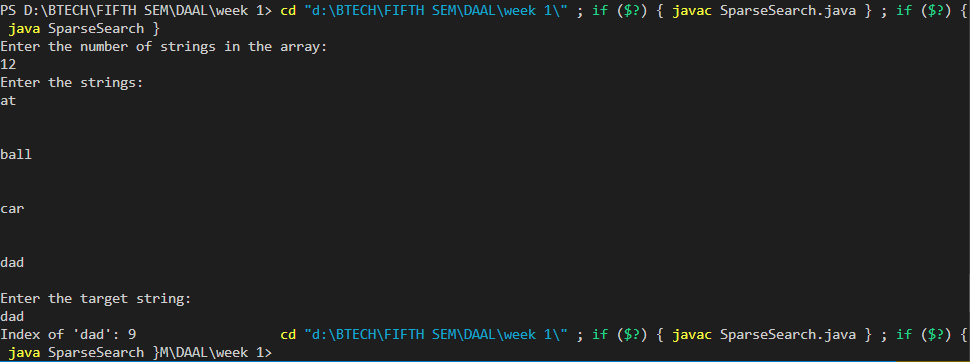 PS D:\BTECH\FIFTH SEM\DAAL\week 1> cd "d:\BTECH\FIFTH SEM\DAAL\week 1\" ; if ($?) { javac SparseSearch.java } ; if ($?) {
 java SparseSearch }
Enter the number of strings in the array:
12
Enter the strings:
at
ball
car
dad
Enter the target string:
dad
Index of 'dad': 9                  cd "d:\BTECH\FIFTH SEM\DAAL\week 1\" ; if ($?) { javac SparseSearch.java } ; if ($?) {
 java SparseSearch }M\DAAL\week 1>